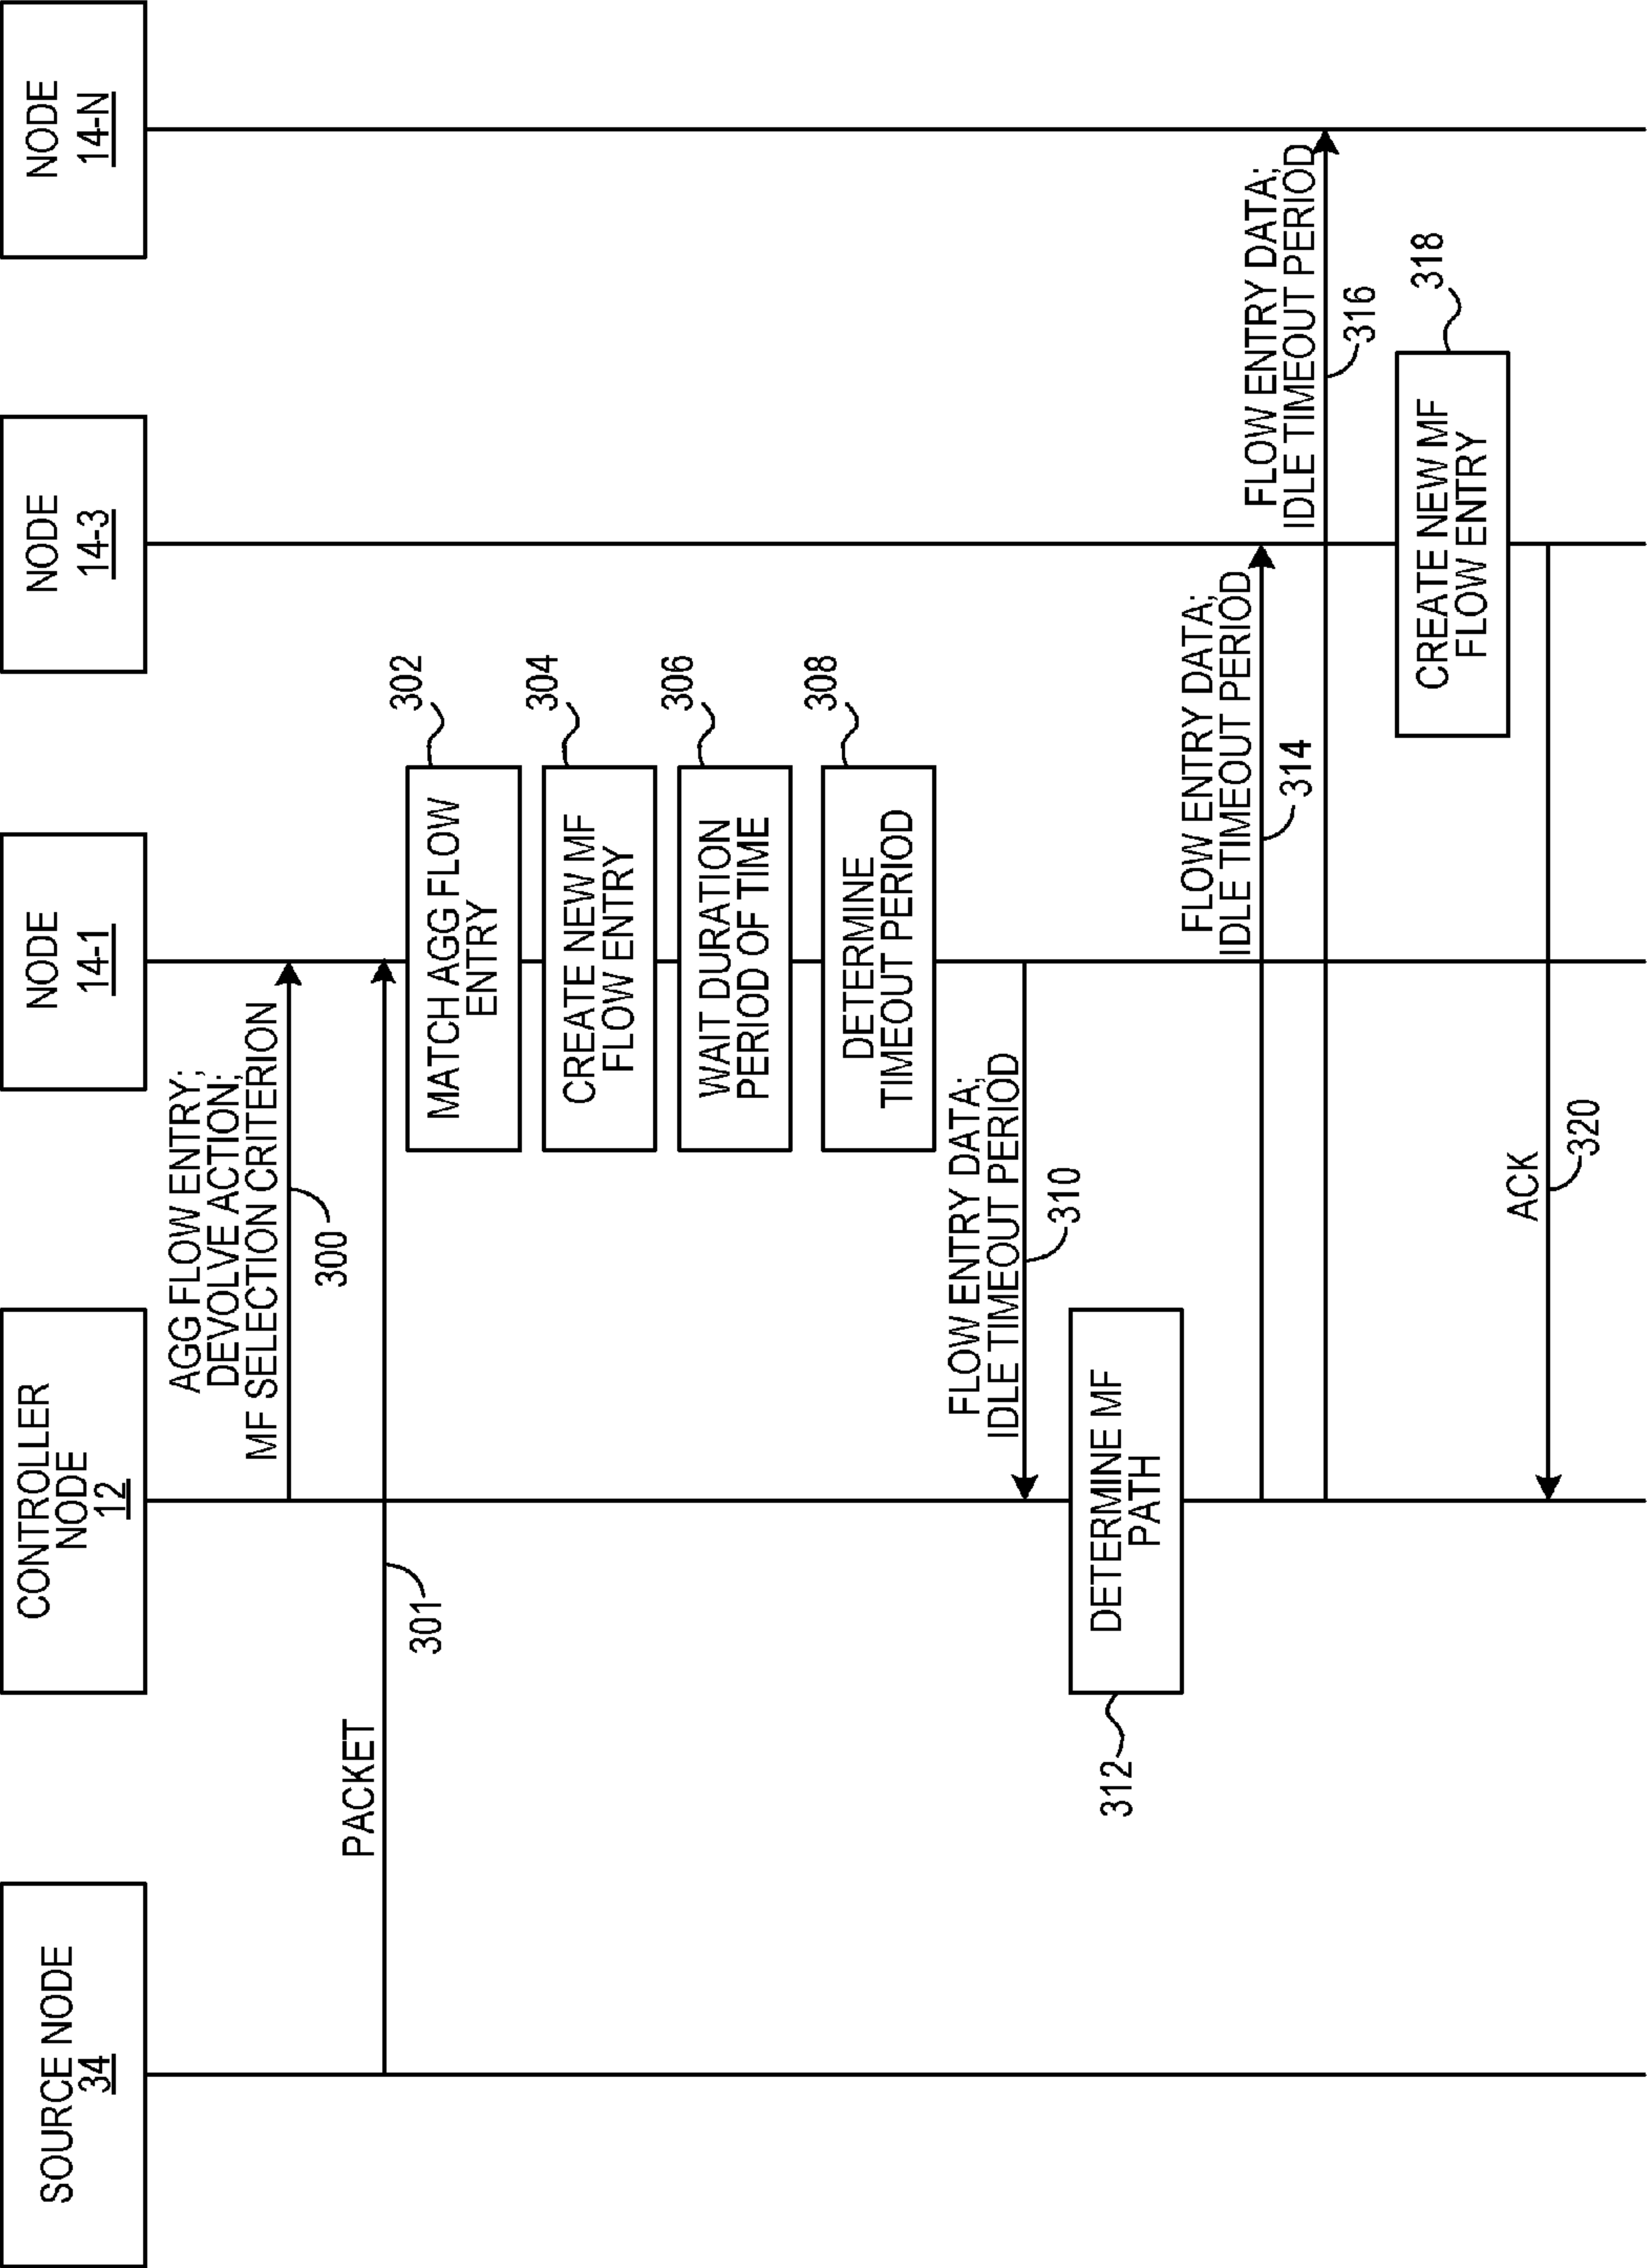 SOURCE NODE
34
CONTROLLER
NODE
12
NODE
14-1
NODE
14-3
NODE
14-N
AGG FLOW ENTRY;
DEVOLVE ACTION;
MF SELECTION CRITERION
300
PACKET
301
MATCH AGG FLOW
ENTRY
302
CREATE NEW MF
FLOW ENTRY
304
WAIT DURATION
PERIOD OF TIME
306
DETERMINE
TIMEOUT PERIOD
308
FLOW ENTRY DATA;
IDLE TIMEOUT PERIOD
310
DETERMINE MF
PATH
312
FLOW ENTRY DATA;
IDLE TIMEOUT PERIOD
314
FLOW ENTRY DATA;
IDLE TIMEOUT PERIOD
316
CREATE NEW MF
FLOW ENTRY
318
ACK
320